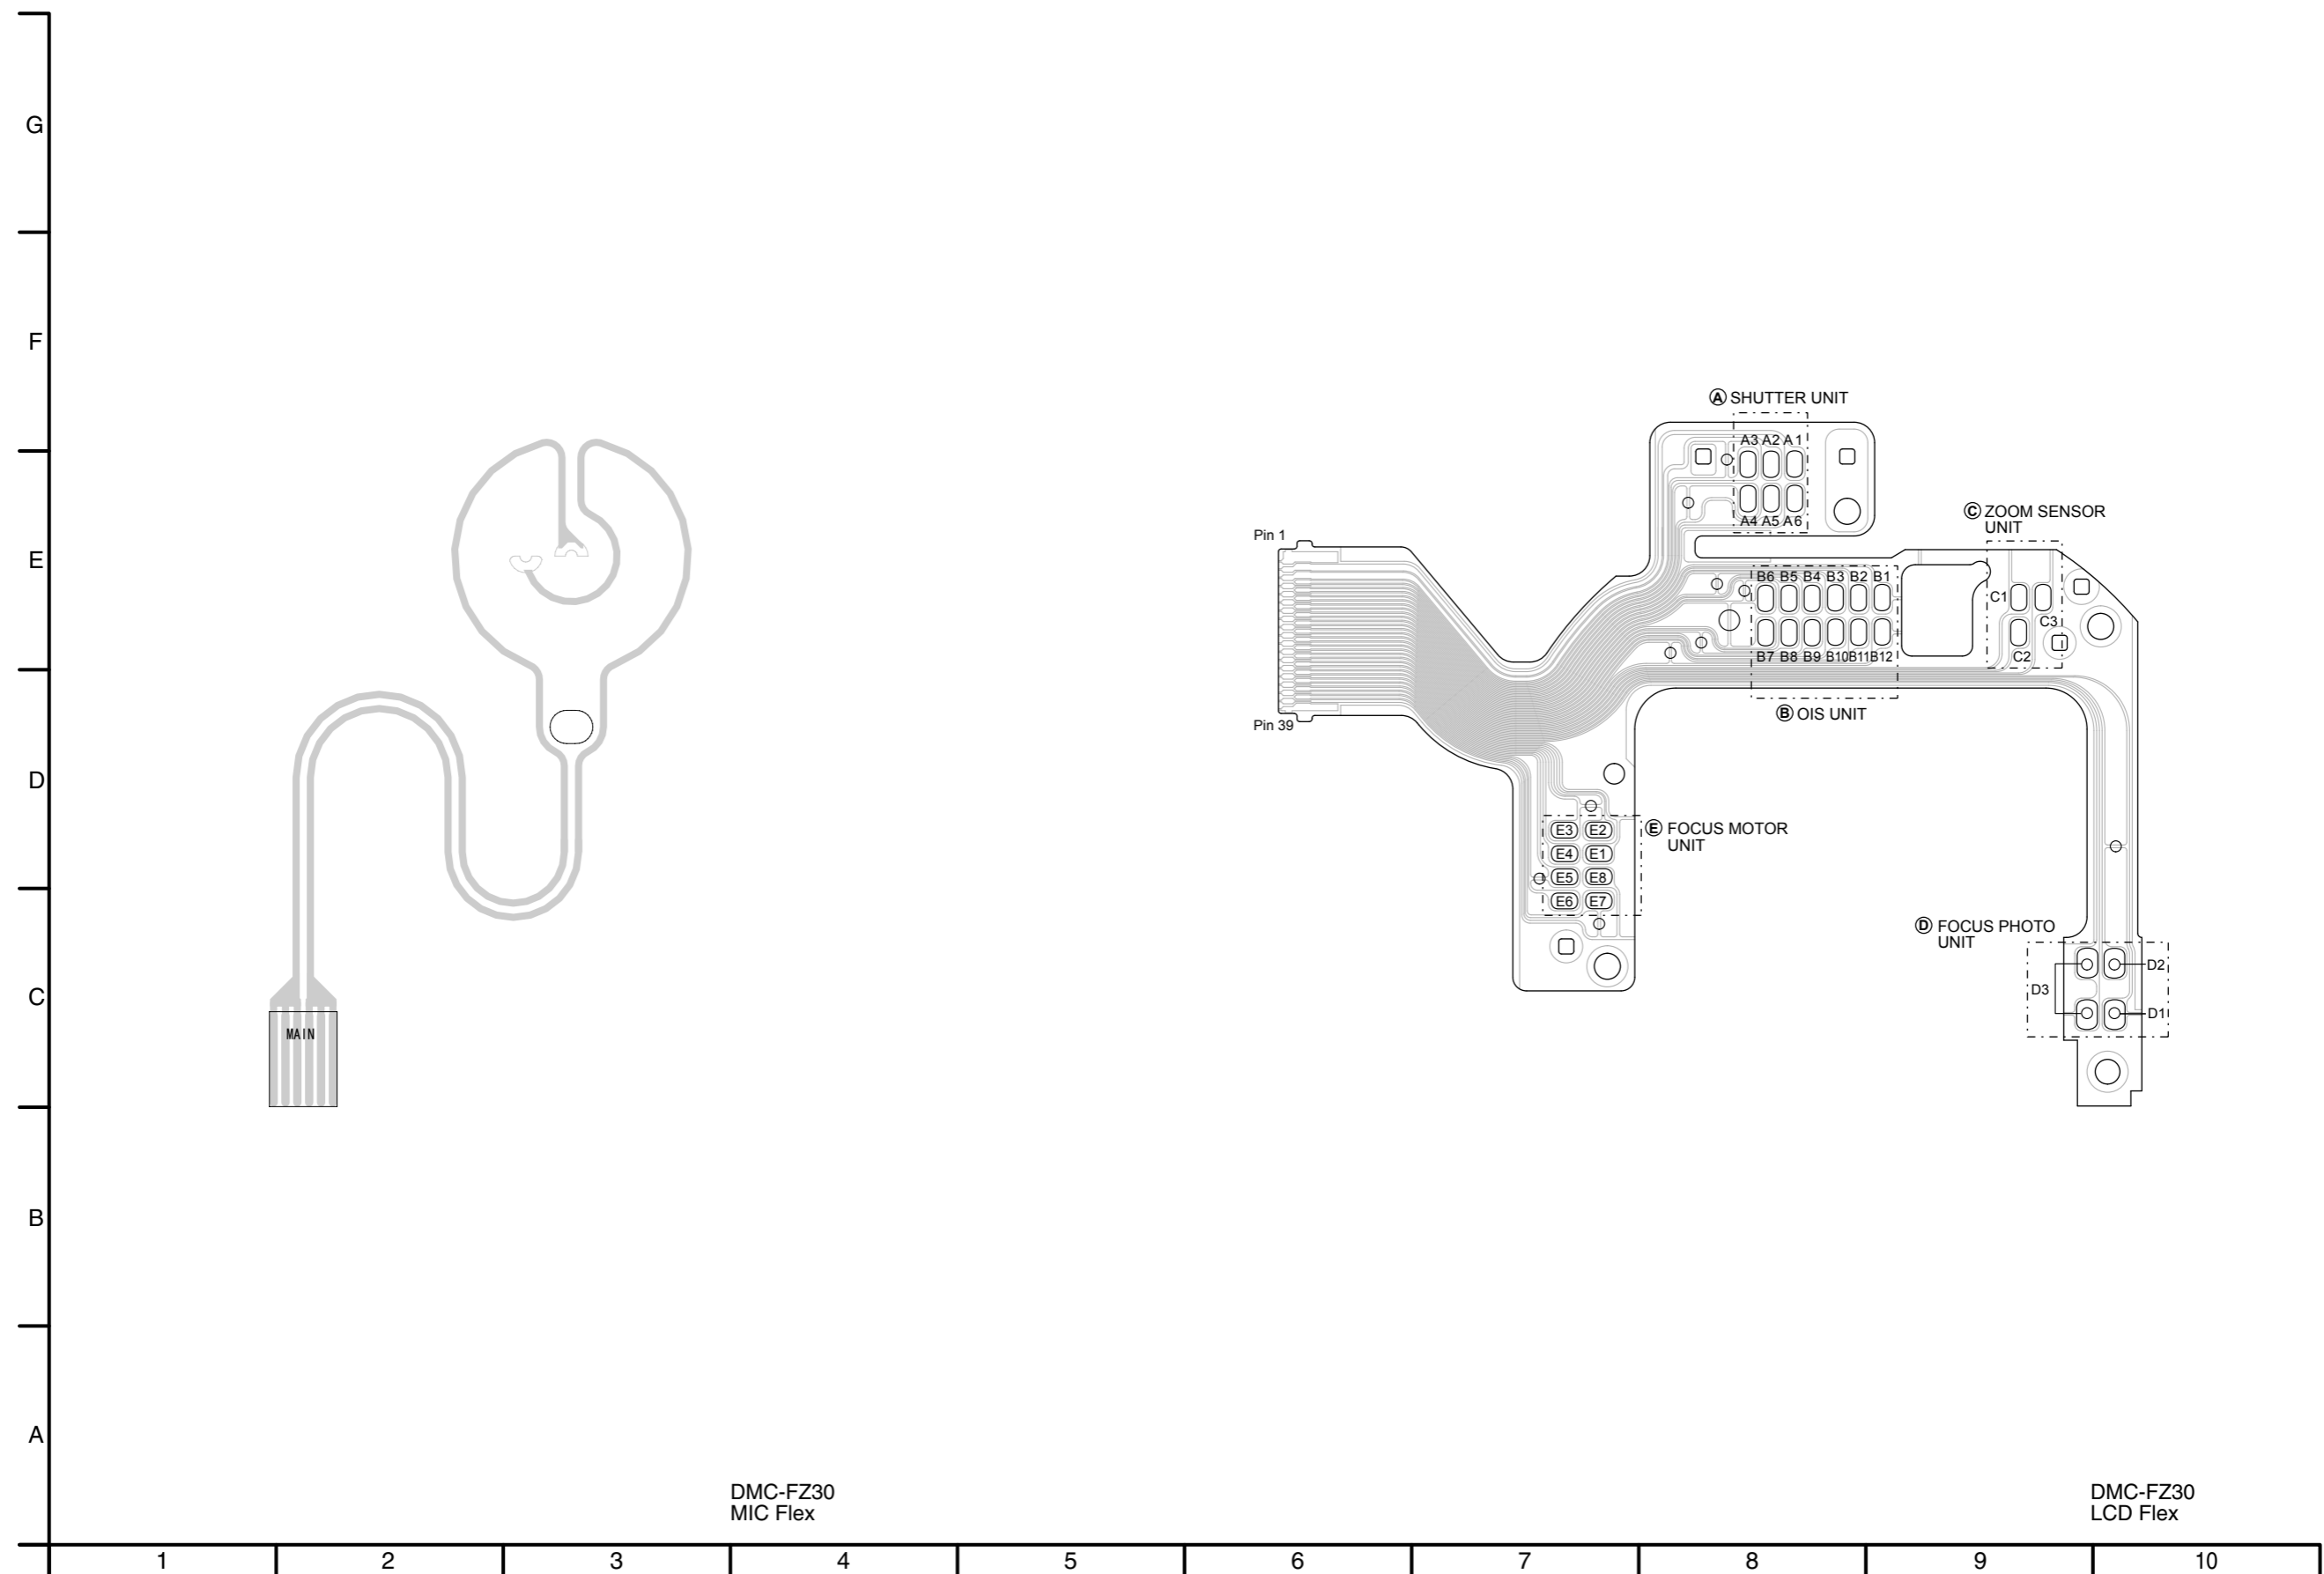 G
F
E
D
C
B
A
Ⓐ SHUTTER UNIT
A3 A2 A1
A4 A5 A6
Ⓒ ZOOM SENSOR
UNIT
Pin 1
B6 B5 B4 B3 B2 B1
C1
C3
B7 B8 B9 B10 B11 B12
C2
Ⓑ OIS UNIT
Pin 39
E3 E2
E4 E1
E5 E8
E6 E7
Ⓔ FOCUS MOTOR
UNIT
Ⓓ FOCUS PHOTO
UNIT
D2
D3
D1
MAIN
DMC-FZ30
MIC Flex
DMC-FZ30
LCD Flex
1 2 3 4 5 6 7 8 9 10